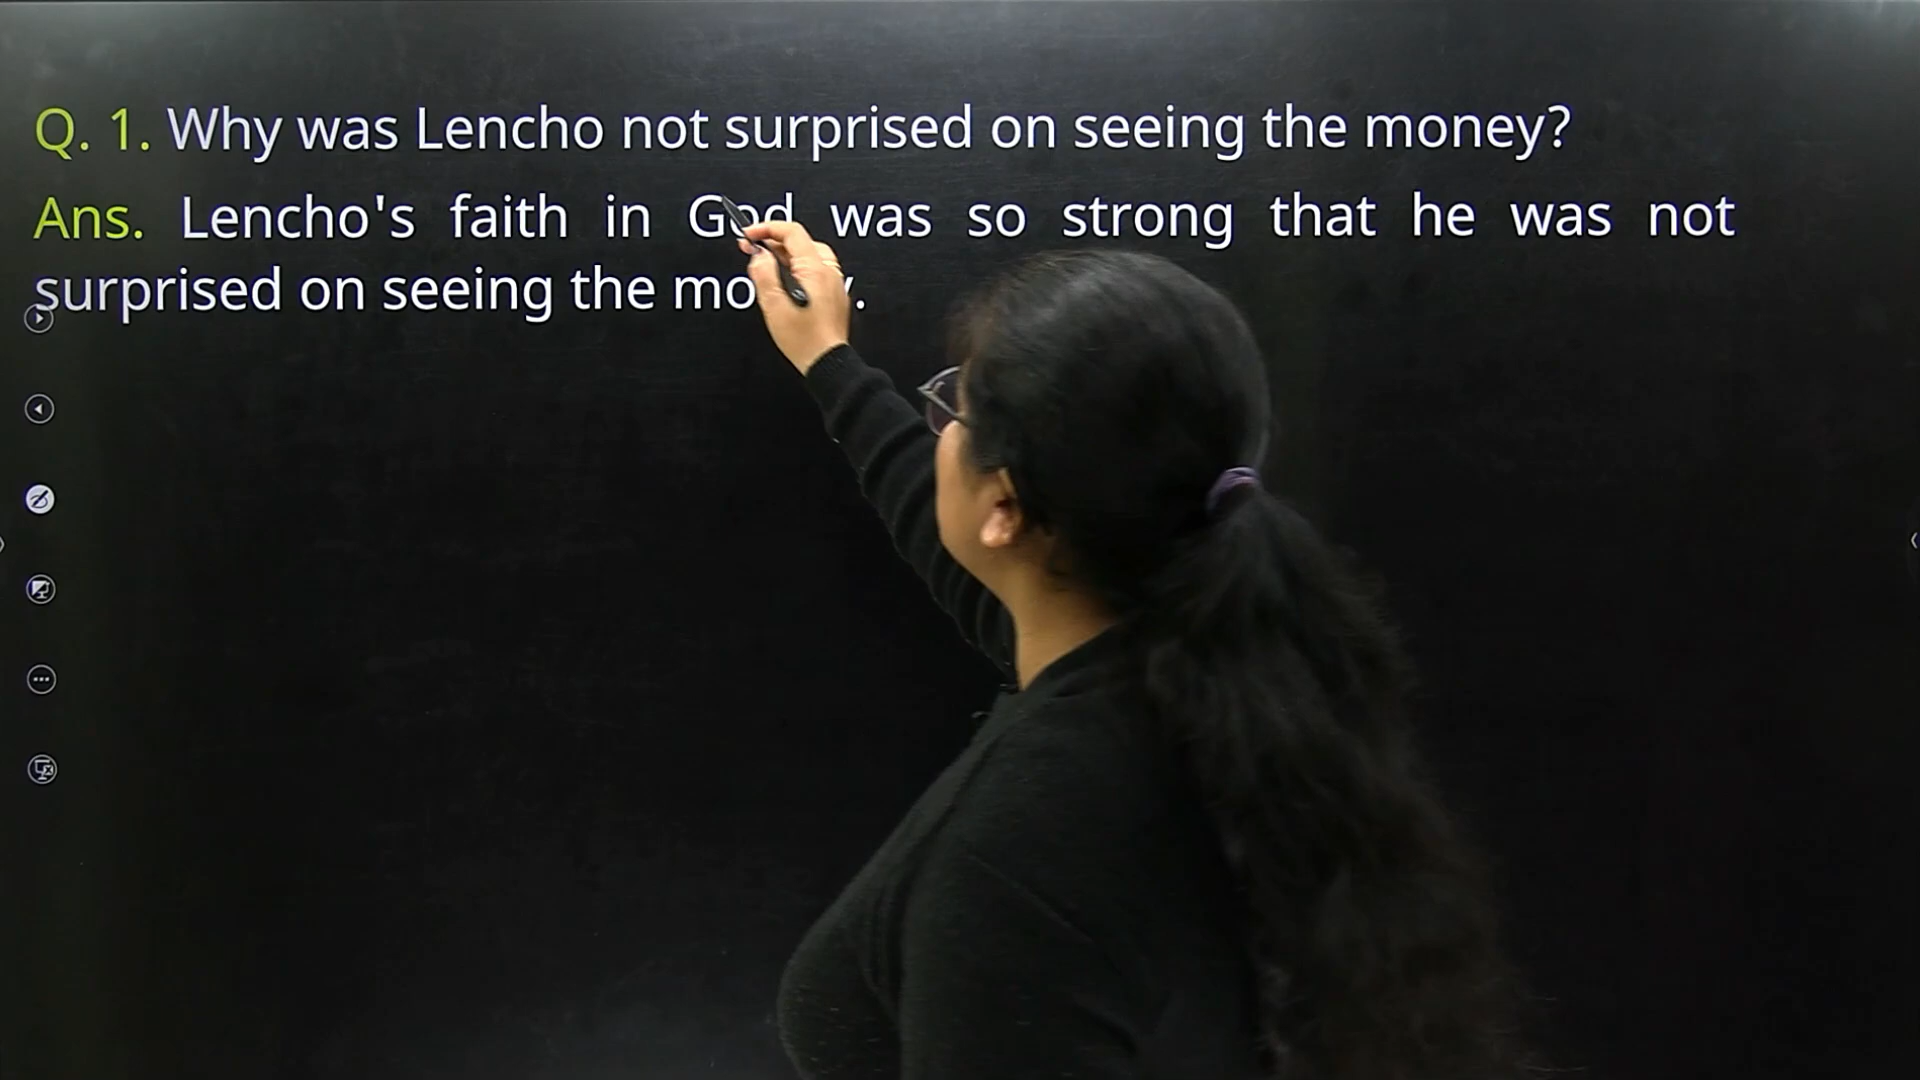 Q. 1. Why was Lencho not surprised on seeing the money?
Ans. Lencho's faith in God was so strong that he was not
surprised on seeing the